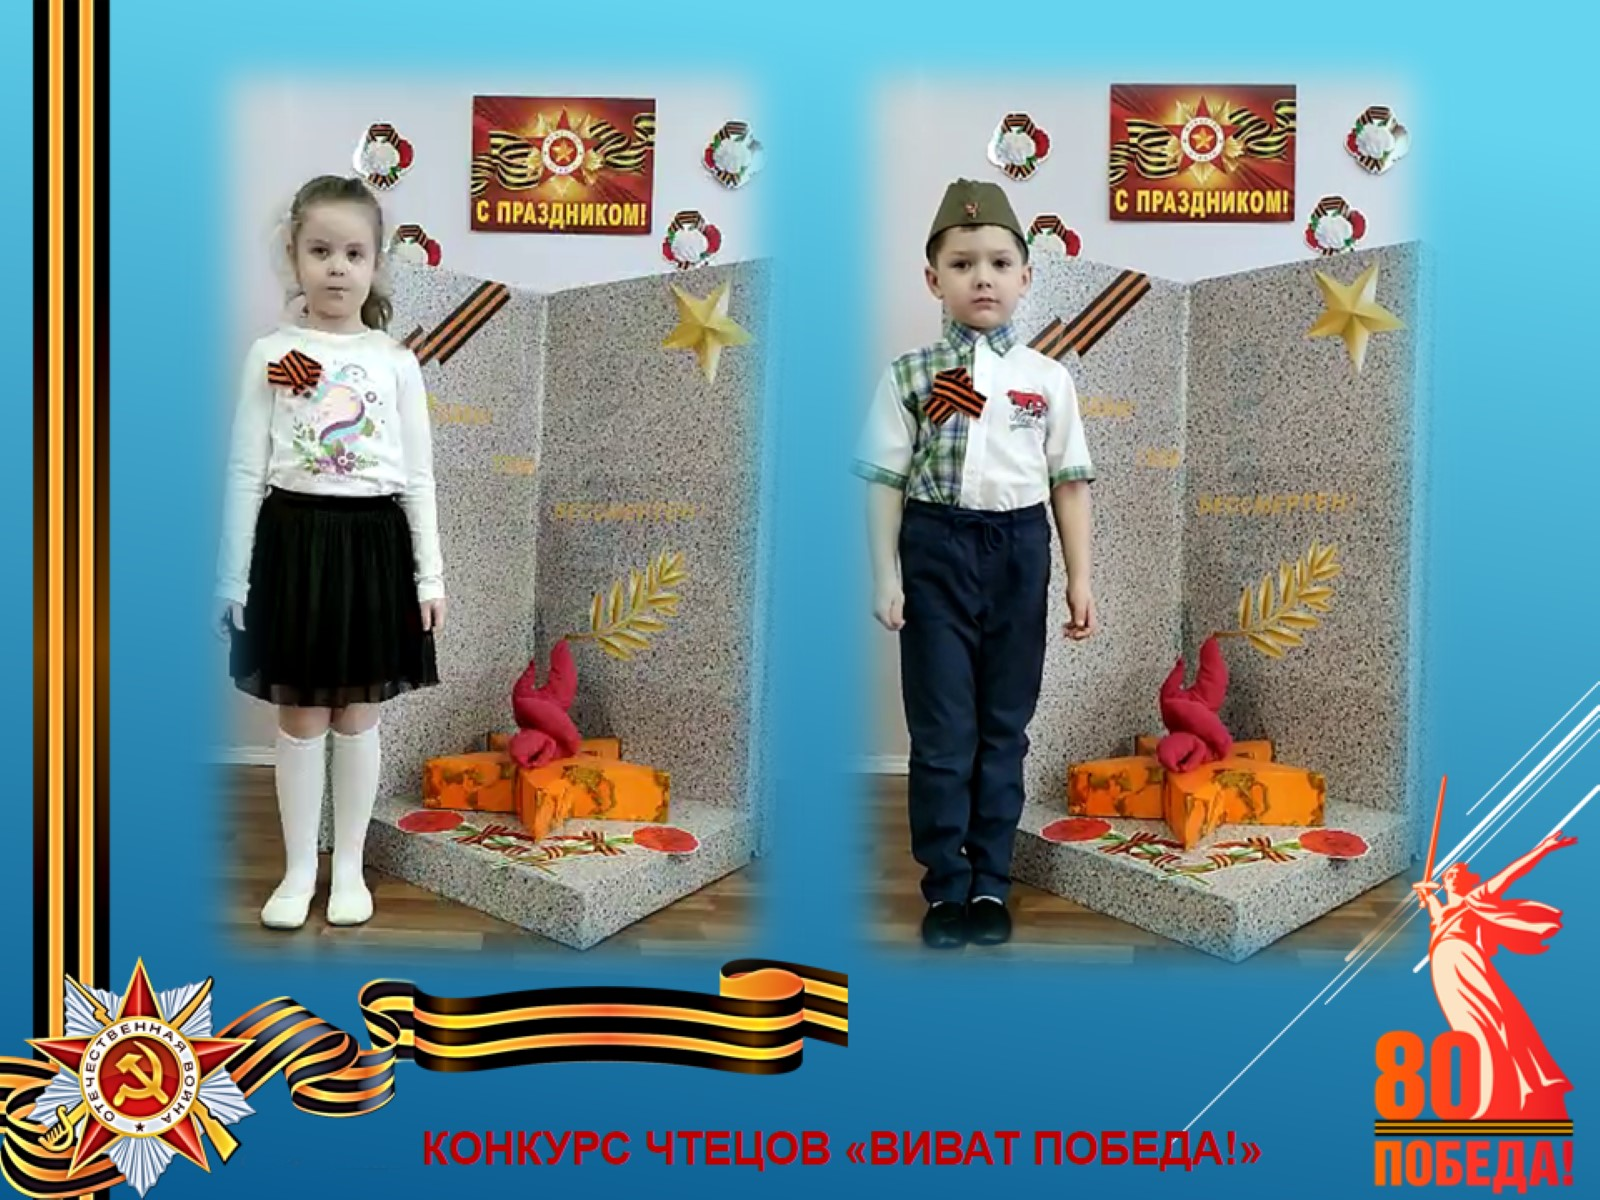 С ПРАЗДНИКОМ!
С ПРАЗДНИКОМ!
БЕССМЕРТЕН
БЕССМЕРТЕН
ОТЕЧЕСТВЕННАЯ ВОЙНА
КОНКУРС ЧТЕЦОВ «ВИВАТ ПОБЕДА!»
80
ПОБЕДА!